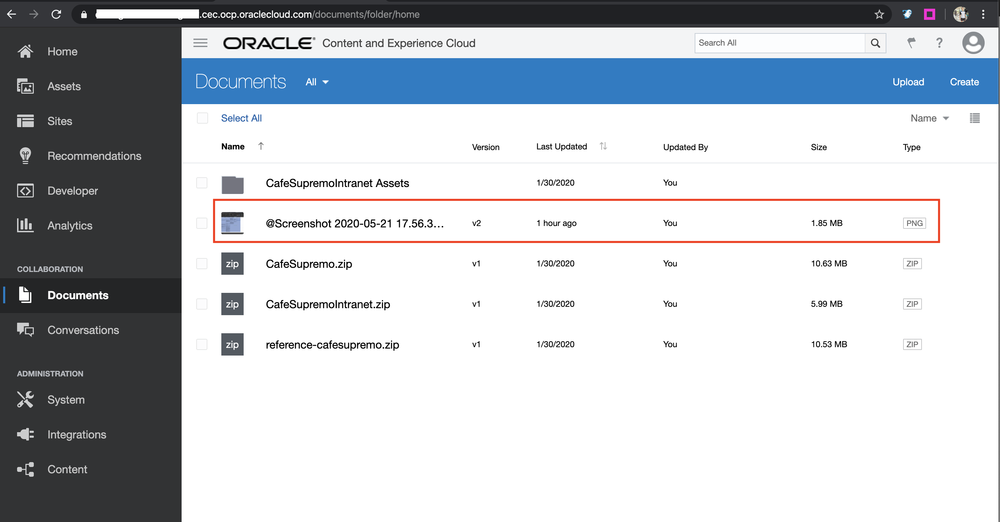 .cec.ocp.oraclecloud.com/documents/folder/home
Home
Assets
Sites
Recommendations
Developer
Analytics
COLLABORATION
Documents
Conversations
ADMINISTRATION
System
Integrations
Content
ORACLE Content and Experience Cloud
Search All
?
Documents All Upload Create
Select All Name
Name Version Last Updated Updated By Size Type
CafeSupremoIntranet Assets 1/30/2020 You
@Screenshot 2020-05-21 17.56.3... v2 1 hour ago You 1.85 MB PNG
zip CafeSupremo.zip v1 1/30/2020 You 10.63 MB ZIP
zip CafeSupremoIntranet.zip v1 1/30/2020 You 5.99 MB ZIP
zip reference-cafesupremo.zip v1 1/30/2020 You 10.53 MB ZIP